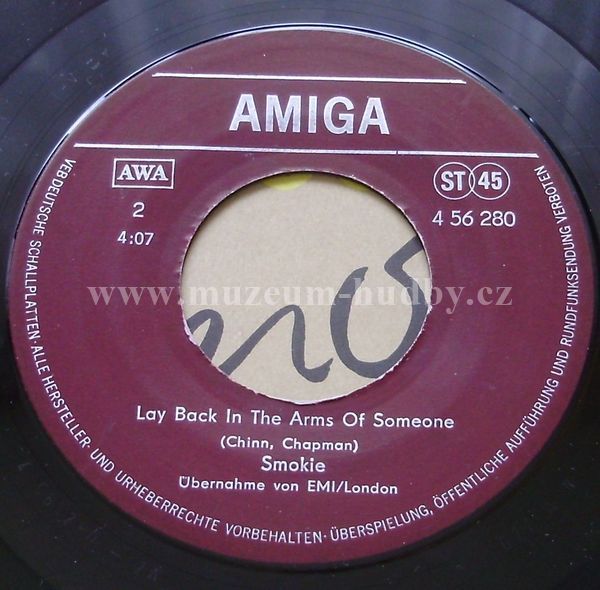 AMIGA
AWA
ST 45
2
4 56 280
4:07
www.muzeum-hudby.cz
Lay Back In The Arms Of Someone
(Chinn, Chapman)
Smokie
Übernahme von EMI/London
VEB DEUTSCHE SCHALLPLATTEN · ALLE HERSTELLER- UND URHEBERRECHTE VORBEHALTEN · ÜBERSPIELUNG, ÖFFENTLICHE AUFFÜHRUNG UND RUNDFUNKSENDUNG VERBOTEN